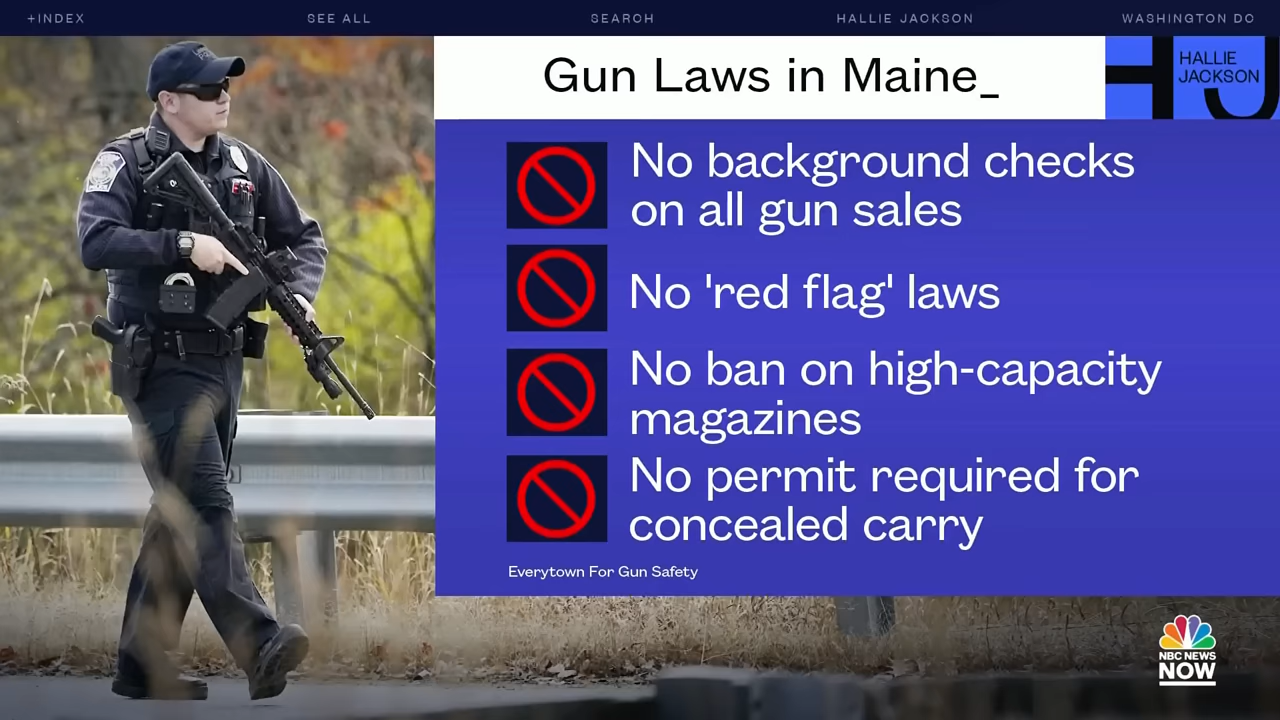 +INDEX
SEE ALL
SEARCH
HALLIE JACKSON
WASHINGTON DC
Gun Laws in Maine_
HJ
HALLIE
JACKSON
No background checks
on all gun sales
No 'red flag' laws
No ban on high-capacity
magazines
No permit required for
concealed carry
Everytown For Gun Safety
NBC NEWS
NOW